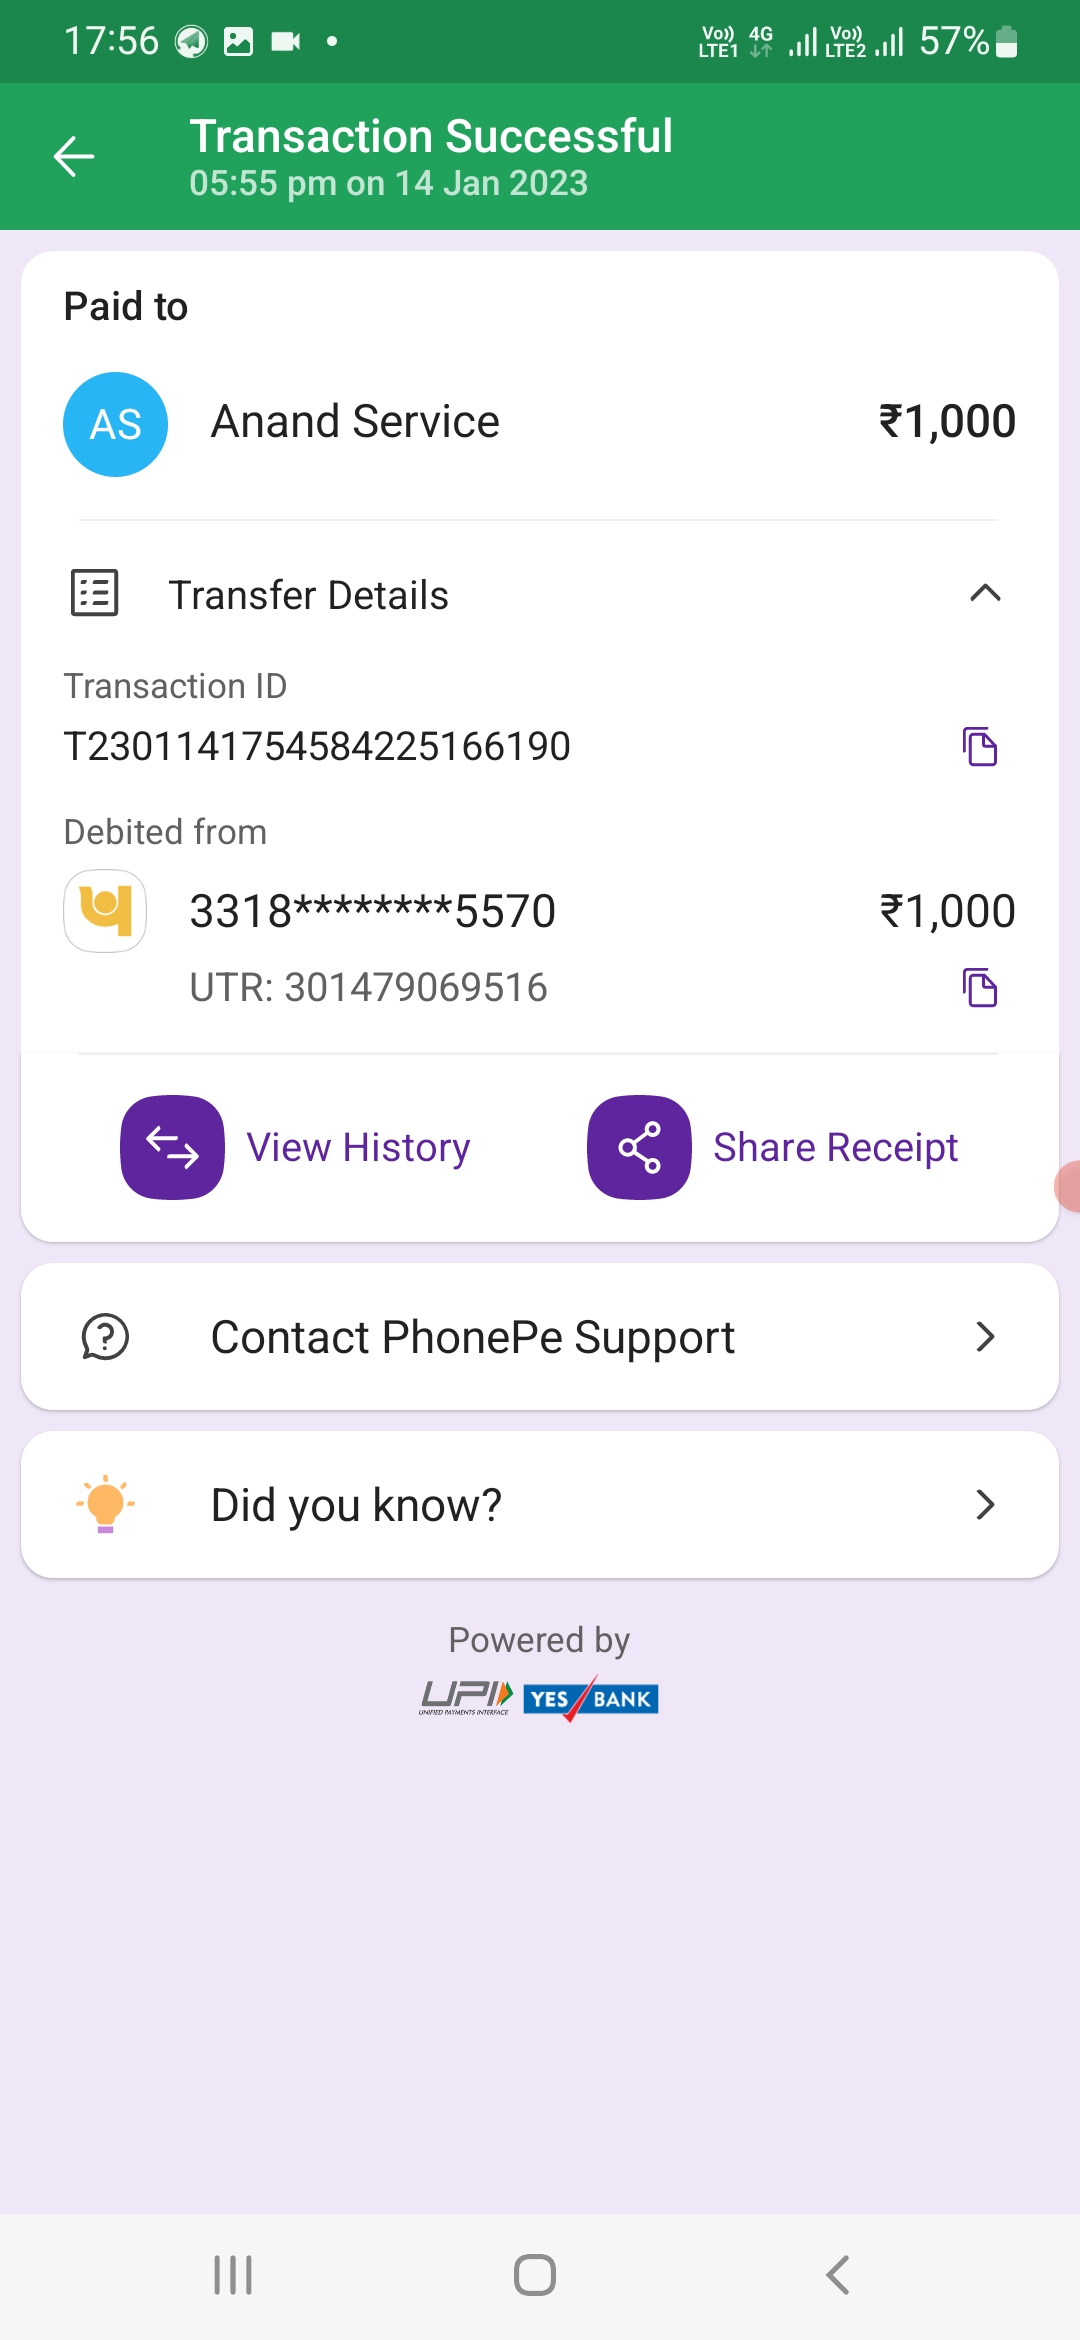 17:56
Vo)) LTE1 4G Vo)) LTE2 57%
Transaction Successful
05:55 pm on 14 Jan 2023
Paid to
AS Anand Service ₹1,000
Transfer Details
Transaction ID
T2301141754584225166190
Debited from
3318********5570 ₹1,000
UTR: 301479069516
View History Share Receipt
Contact PhonePe Support
Did you know?
Powered by
UPI YES BANK
UNIFIED PAYMENTS INTERFACE